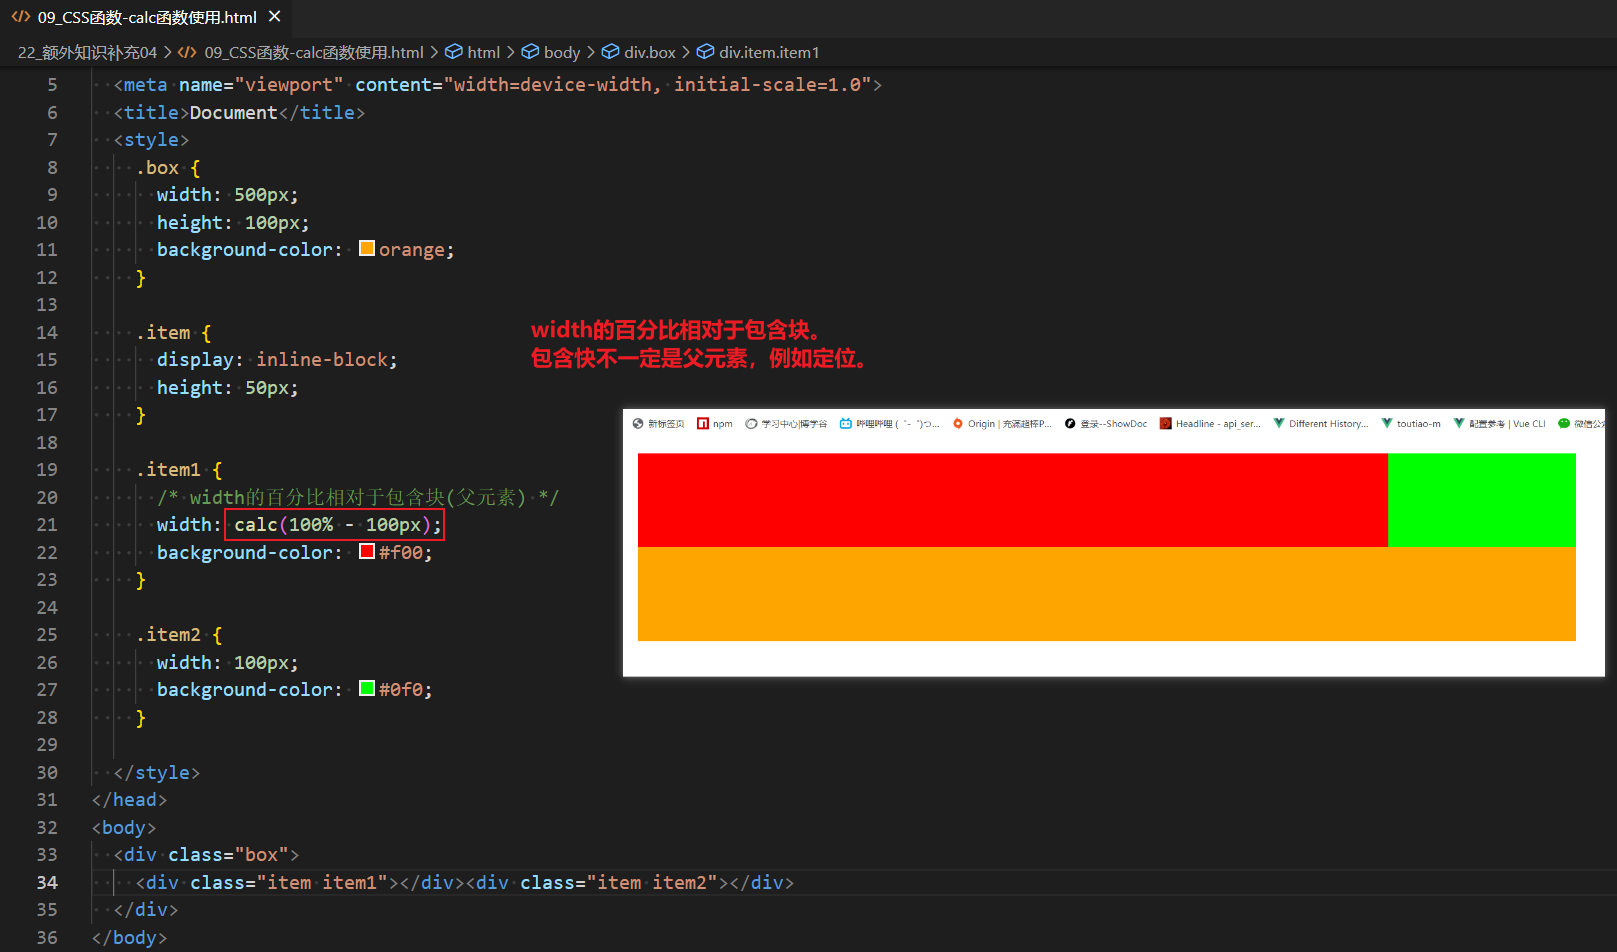 09_CSS函数-calc函数使用.html
22_额外知识补充04 > 09_CSS函数-calc函数使用.html > html > body > div.box > div.item.item1
5 <meta name="viewport" content="width=device-width, initial-scale=1.0">
6 <title>Document</title>
7 <style>
8 .box {
9 width: 500px;
10 height: 100px;
11 background-color: orange;
12 }
13
14 .item {
15 display: inline-block;
16 height: 50px;
17 }
18
19 .item1 {
20 /* width的百分比相对于包含块(父元素) */
21 width: calc(100% - 100px);
22 background-color: #f00;
23 }
24
25 .item2 {
26 width: 100px;
27 background-color: #0f0;
28 }
29
30 </style>
31 </head>
32 <body>
33 <div class="box">
34 <div class="item item1"></div><div class="item item2"></div>
35 </div>
36 </body>
width的百分比相对于包含块。
包含快不一定是父元素，例如定位。
新标签页 npm 学习中心|博学谷 哔哩哔哩 ( ゜- ゜)つ... Origin | 充满超棒P... 登录--ShowDoc Headline - api_ser... Different History... toutiao-m 配置参考 | Vue CLI 微信公